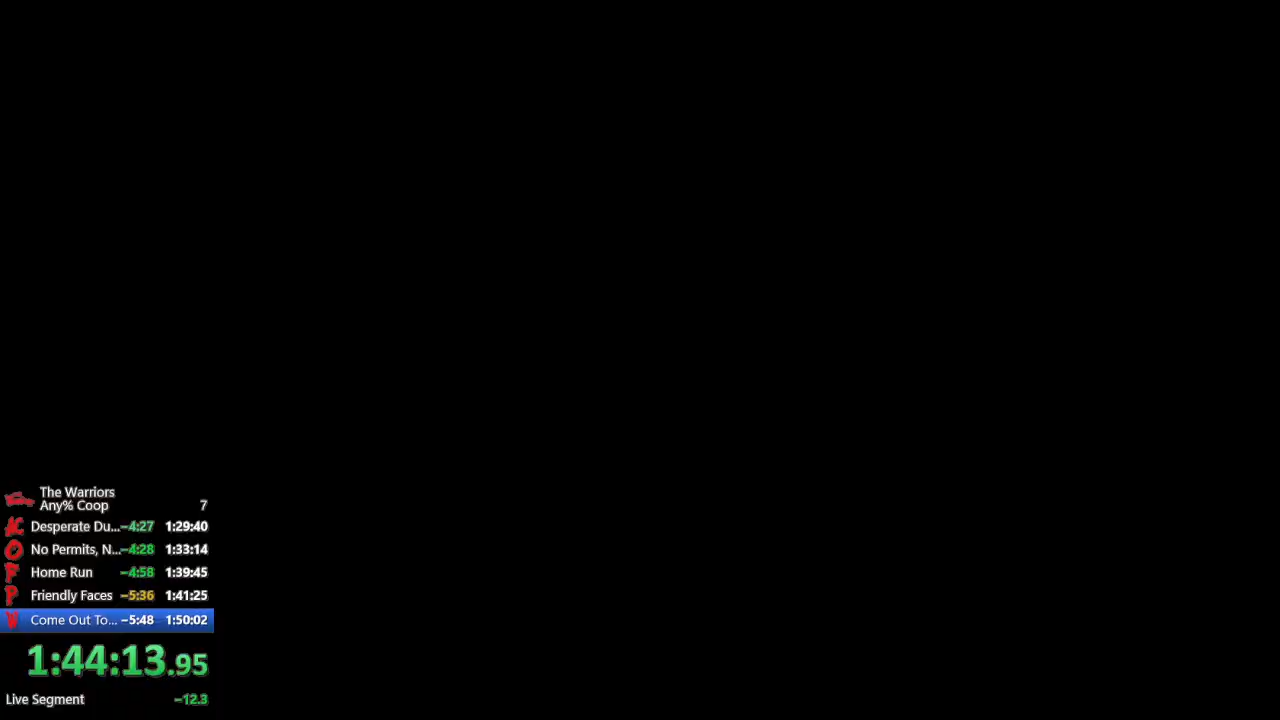 The Warriors
Any% Coop 7
Desperate Du... −4:27 1:29:40
No Permits, N... −4:28 1:33:14
Home Run −4:58 1:39:45
Friendly Faces −5:36 1:41:25
Come Out To... −5:48 1:50:02
1:44:13.95
Live Segment −12.3